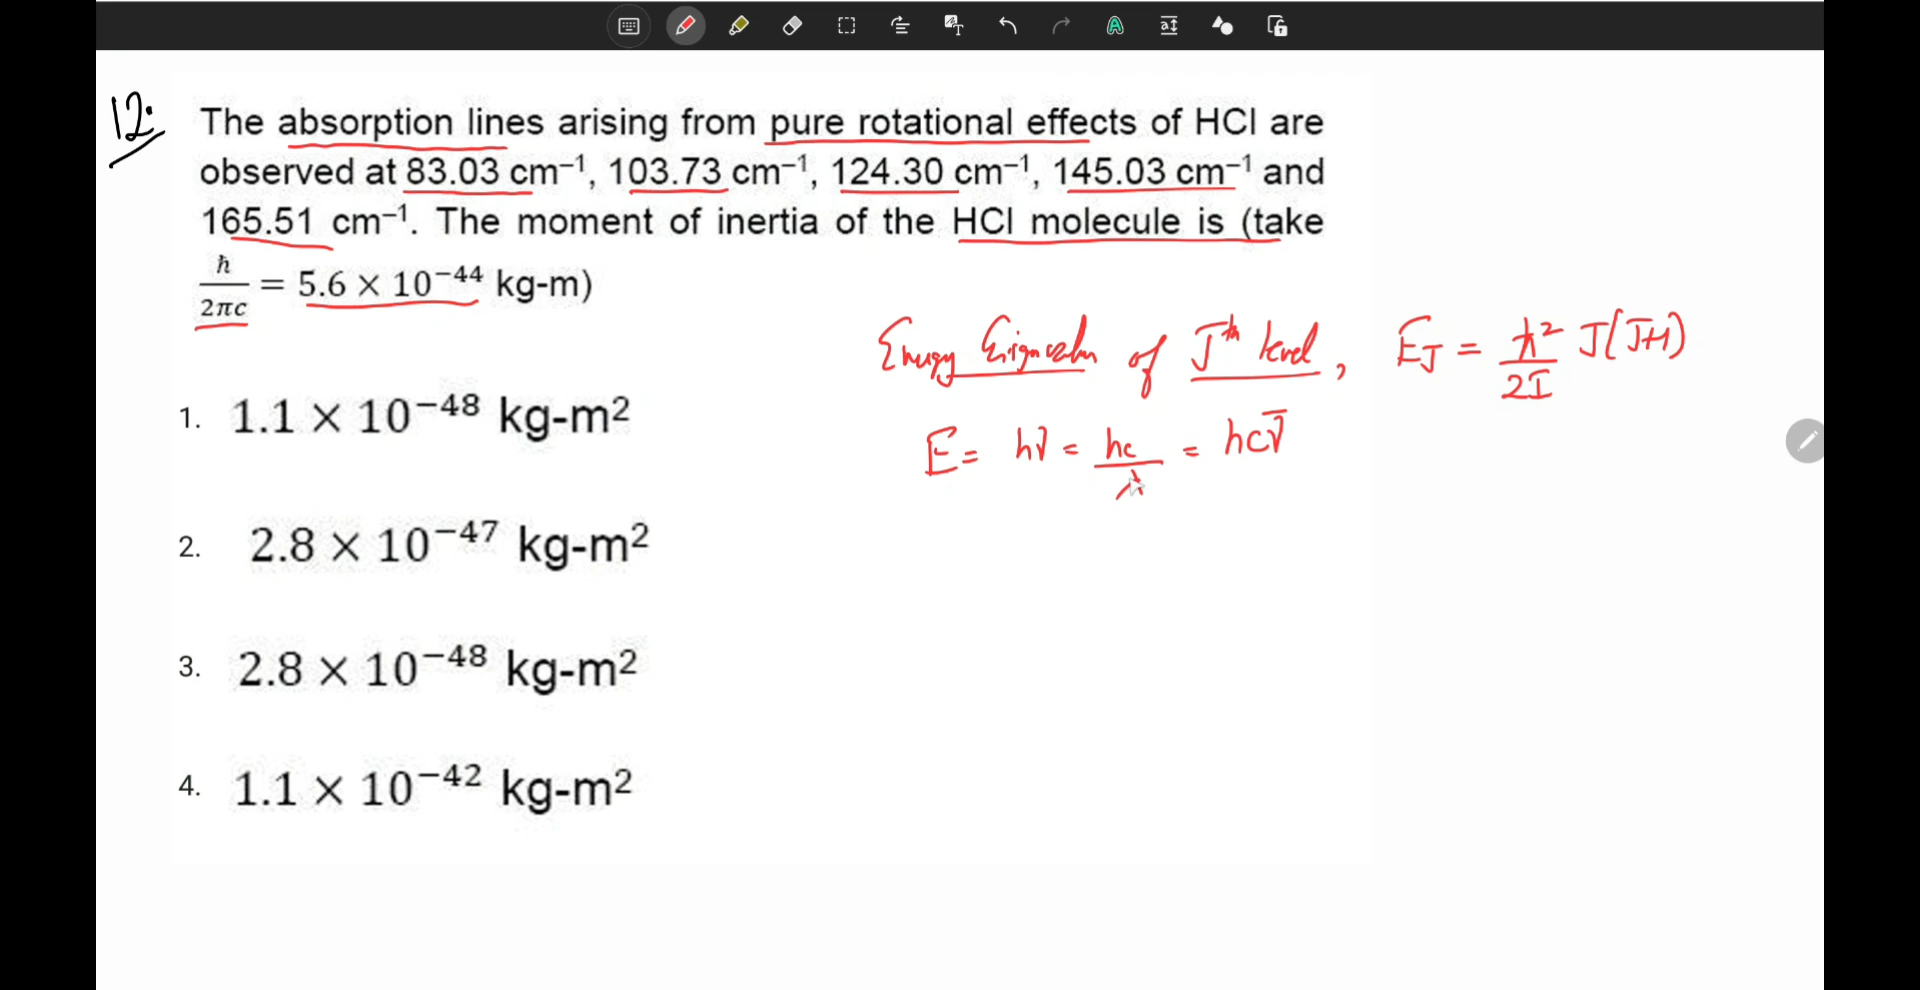 12.
The absorption lines arising from pure rotational effects of HCl are
observed at 83.03 cm⁻¹, 103.73 cm⁻¹, 124.30 cm⁻¹, 145.03 cm⁻¹ and
165.51 cm⁻¹. The moment of inertia of the HCl molecule is (take
ħ/2πc = 5.6 × 10⁻⁴⁴ kg-m)
Energy Eigenvalue of Jᵗʰ level, E_J = ħ²/2I J(J+1)
E = hν = hc/λ = hcν̄
1. 1.1 × 10⁻⁴⁸ kg-m²
2. 2.8 × 10⁻⁴⁷ kg-m²
3. 2.8 × 10⁻⁴⁸ kg-m²
4. 1.1 × 10⁻⁴² kg-m²